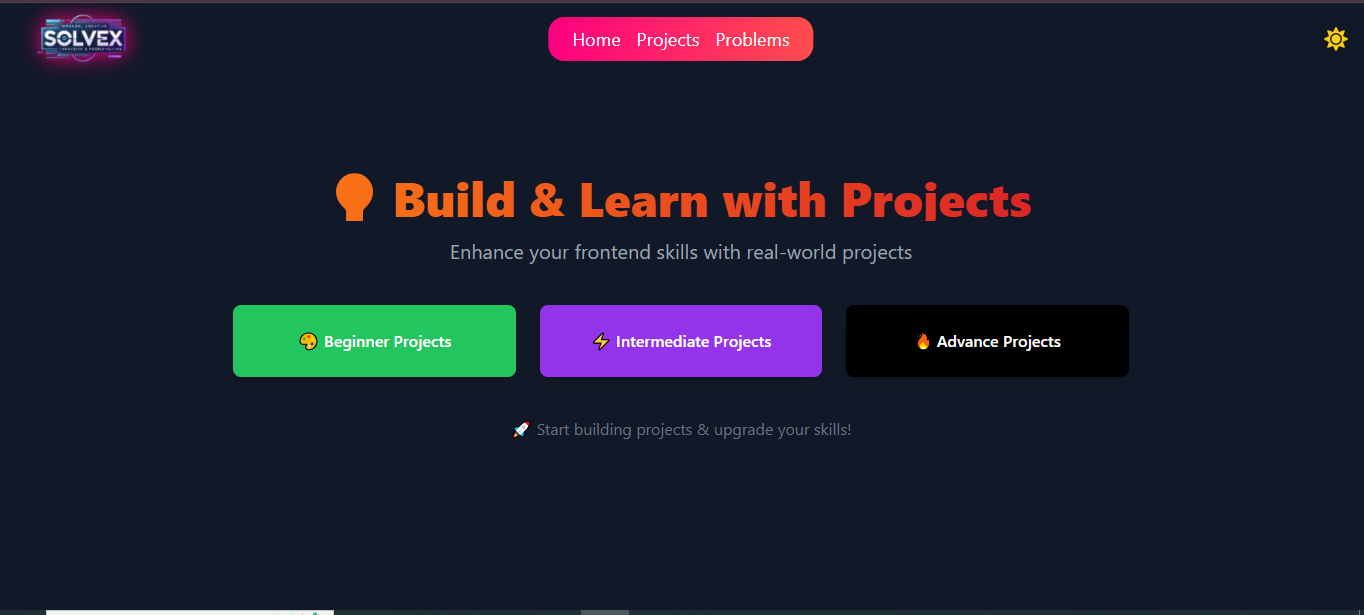 SOLVEX
Home Projects Problems
Build & Learn with Projects
Enhance your frontend skills with real-world projects
Beginner Projects
Intermediate Projects
Advance Projects
Start building projects & upgrade your skills!